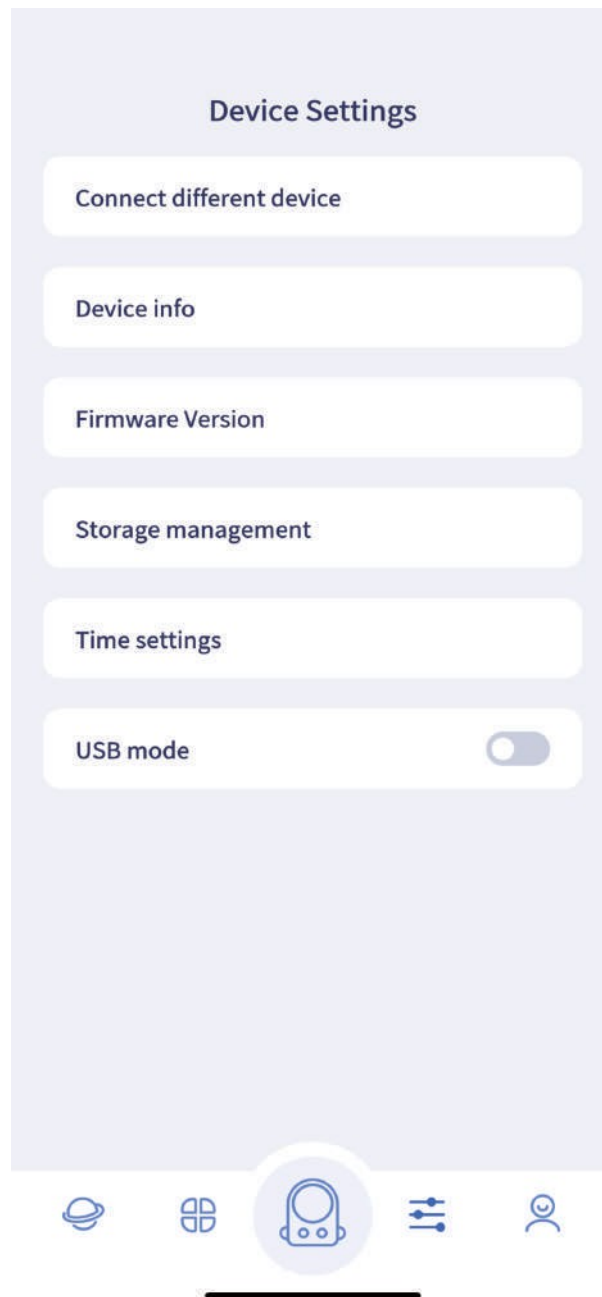 Device Settings
Connect different device
Device info
Firmware Version
Storage management
Time settings
USB mode